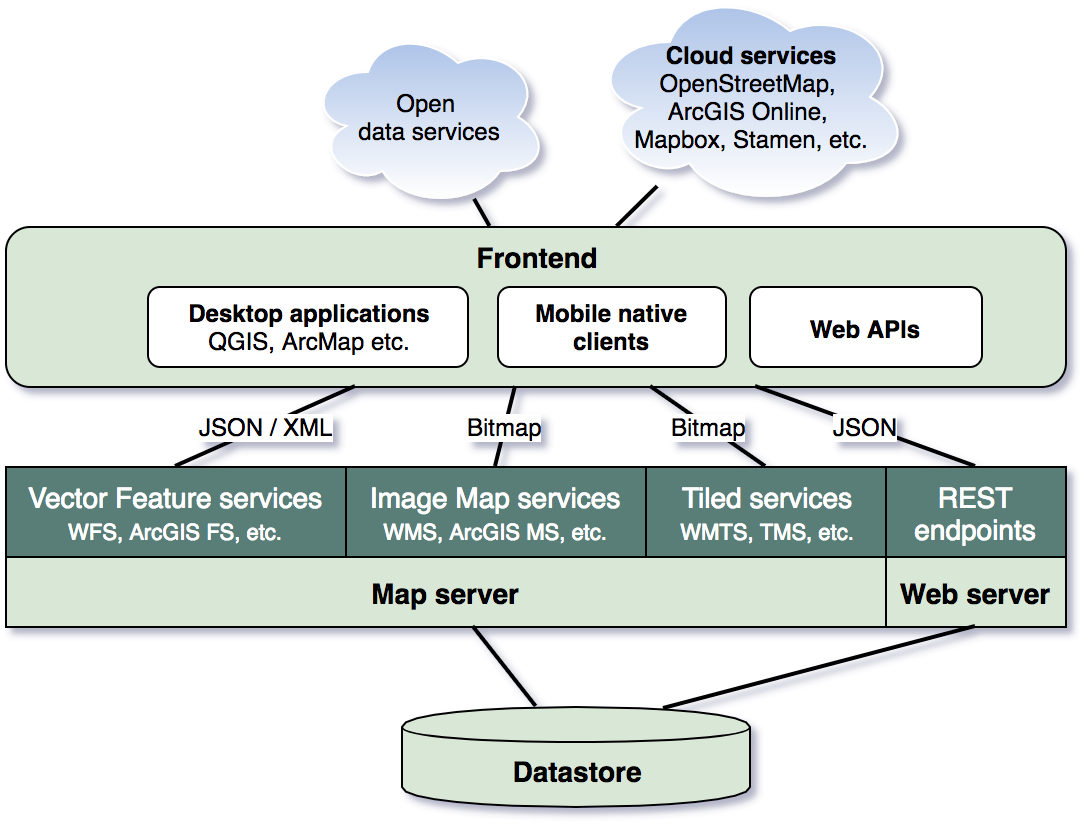 Open
data services
Cloud services
OpenStreetMap,
ArcGIS Online,
Mapbox, Stamen, etc.
Frontend
Desktop applications
QGIS, ArcMap etc.
Mobile native
clients
Web APIs
JSON / XML
Bitmap
Bitmap
JSON
Vector Feature services
WFS, ArcGIS FS, etc.
Image Map services
WMS, ArcGIS MS, etc.
Tiled services
WMTS, TMS, etc.
REST
endpoints
Map server
Web server
Datastore